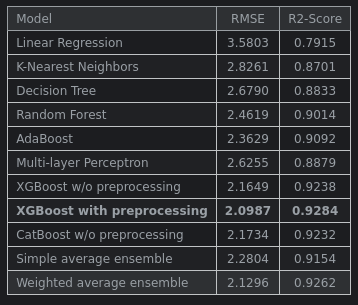 Model RMSE R2-Score
Linear Regression 3.5803 0.7915
K-Nearest Neighbors 2.8261 0.8701
Decision Tree 2.6790 0.8833
Random Forest 2.4619 0.9014
AdaBoost 2.3629 0.9092
Multi-layer Perceptron 2.6255 0.8879
XGBoost w/o preprocessing 2.1649 0.9238
XGBoost with preprocessing 2.0987 0.9284
CatBoost w/o preprocessing 2.1734 0.9232
Simple average ensemble 2.2804 0.9154
Weighted average ensemble 2.1296 0.9262